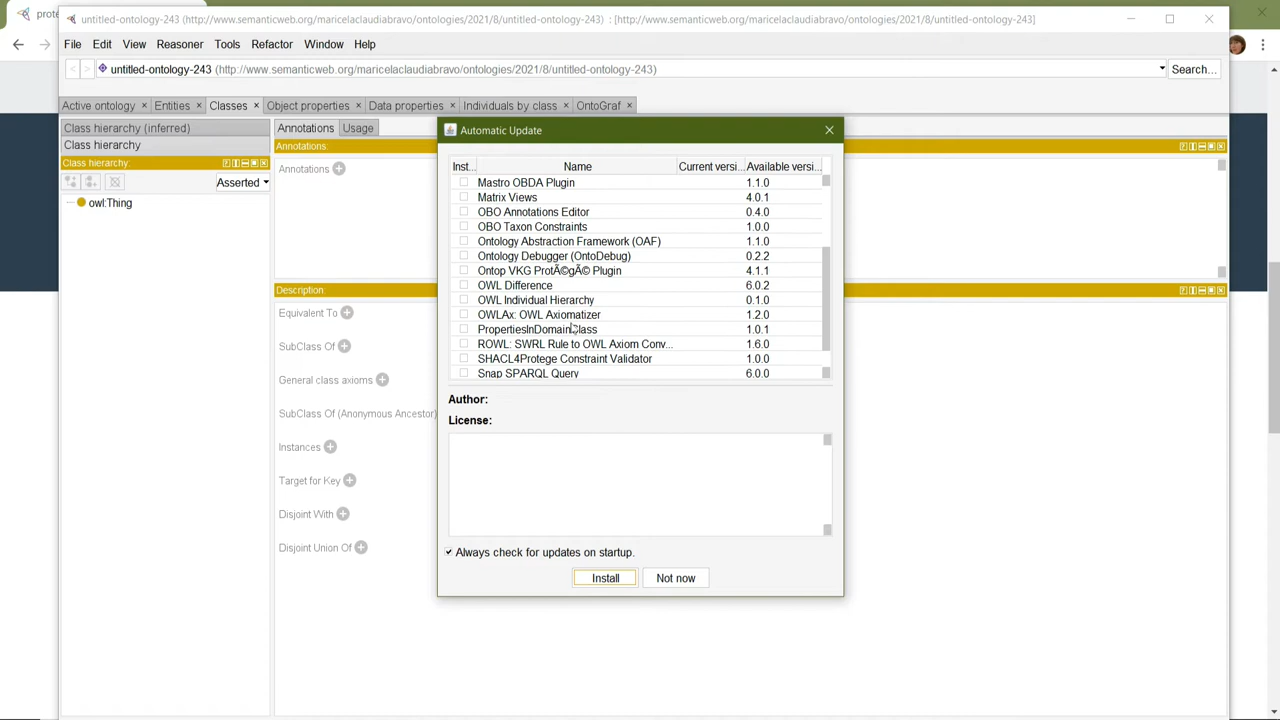 prote
untitled-ontology-243 (http://www.semanticweb.org/maricelaclaudiabravo/ontologies/2021/8/untitled-ontology-243) : [http://www.semanticweb.org/maricelaclaudiabravo/ontologies/2021/8/untitled-ontology-243]
File Edit View Reasoner Tools Refactor Window Help
untitled-ontology-243 (http://www.semanticweb.org/maricelaclaudiabravo/ontologies/2021/8/untitled-ontology-243) Search...
Active ontology × Entities × Classes × Object properties × Data properties × Individuals by class × OntoGraf ×
Class hierarchy (inferred)
Class hierarchy
Class hierarchy:
Asserted
owl:Thing
Annotations Usage
Annotations:
Annotations
Description:
Equivalent To
SubClass Of
General class axioms
SubClass Of (Anonymous Ancestor)
Instances
Target for Key
Disjoint With
Disjoint Union Of
Automatic Update
Inst... Name Current versi... Available versi...
Mastro OBDA Plugin 1.1.0
Matrix Views 4.0.1
OBO Annotations Editor 0.4.0
OBO Taxon Constraints 1.0.0
Ontology Abstraction Framework (OAF) 1.1.0
Ontology Debugger (OntoDebug) 0.2.2
Ontop VKG ProtÃ©gÃ© Plugin 4.1.1
OWL Difference 6.0.2
OWL Individual Hierarchy 0.1.0
OWLAx: OWL Axiomatizer 1.2.0
PropertiesInDomainClass 1.0.1
ROWL: SWRL Rule to OWL Axiom Conv... 1.6.0
SHACL4Protege Constraint Validator 1.0.0
Snap SPARQL Query 6.0.0
Author:
License:
Always check for updates on startup.
Install Not now